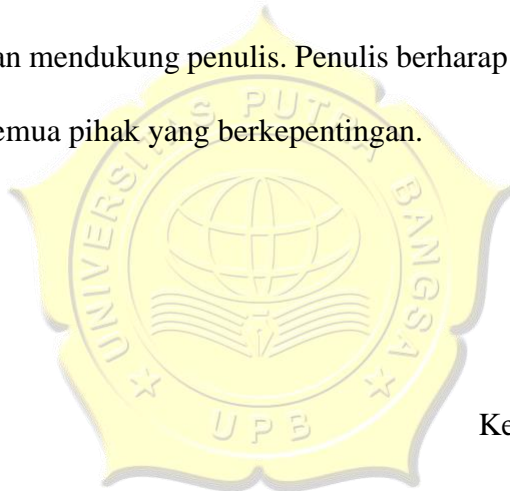 an mendukung penulis. Penulis berharap
emua pihak yang berkepentingan.
UNIVERSITAS PUTRA BANGSA
UPB
Ke